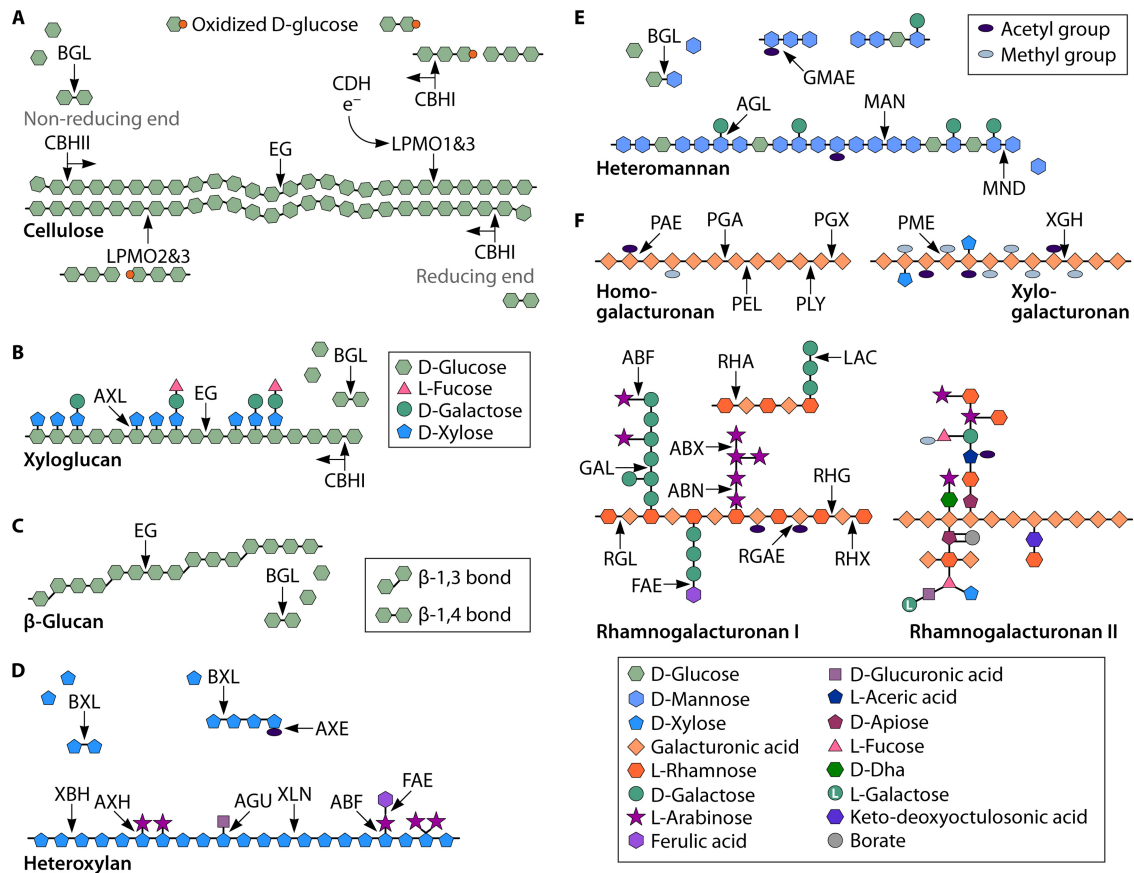 A
Oxidized D-glucose
BGL
Non-reducing end
CBHII
CDH
e–
CBHI
EG
LPMO1&3
Cellulose
LPMO2&3
CBHI
Reducing end
B
AXL
EG
BGL
CBHI
Xyloglucan
D-Glucose
L-Fucose
D-Galactose
D-Xylose
C
EG
BGL
β-Glucan
β-1,3 bond
β-1,4 bond
D
BXL
BXL
AXE
XBH
AXH
AGU
XLN
ABF
FAE
Heteroxylan
E
BGL
GMAE
Acetyl group
Methyl group
AGL
MAN
MND
Heteromannan
F
PAE
PGA
PGX
PEL
PLY
Homo-
galacturonan
PME
XGH
Xylo-
galacturonan
ABF
RHA
LAC
GAL
ABX
ABN
RHG
RGL
RGAE
RHX
FAE
Rhamnogalacturonan I
L
Rhamnogalacturonan II
D-Glucose
D-Mannose
D-Xylose
Galacturonic acid
L-Rhamnose
D-Galactose
L-Arabinose
Ferulic acid
D-Glucuronic acid
L-Aceric acid
D-Apiose
L-Fucose
D-Dha
L
L-Galactose
Keto-deoxyoctulosonic acid
Borate